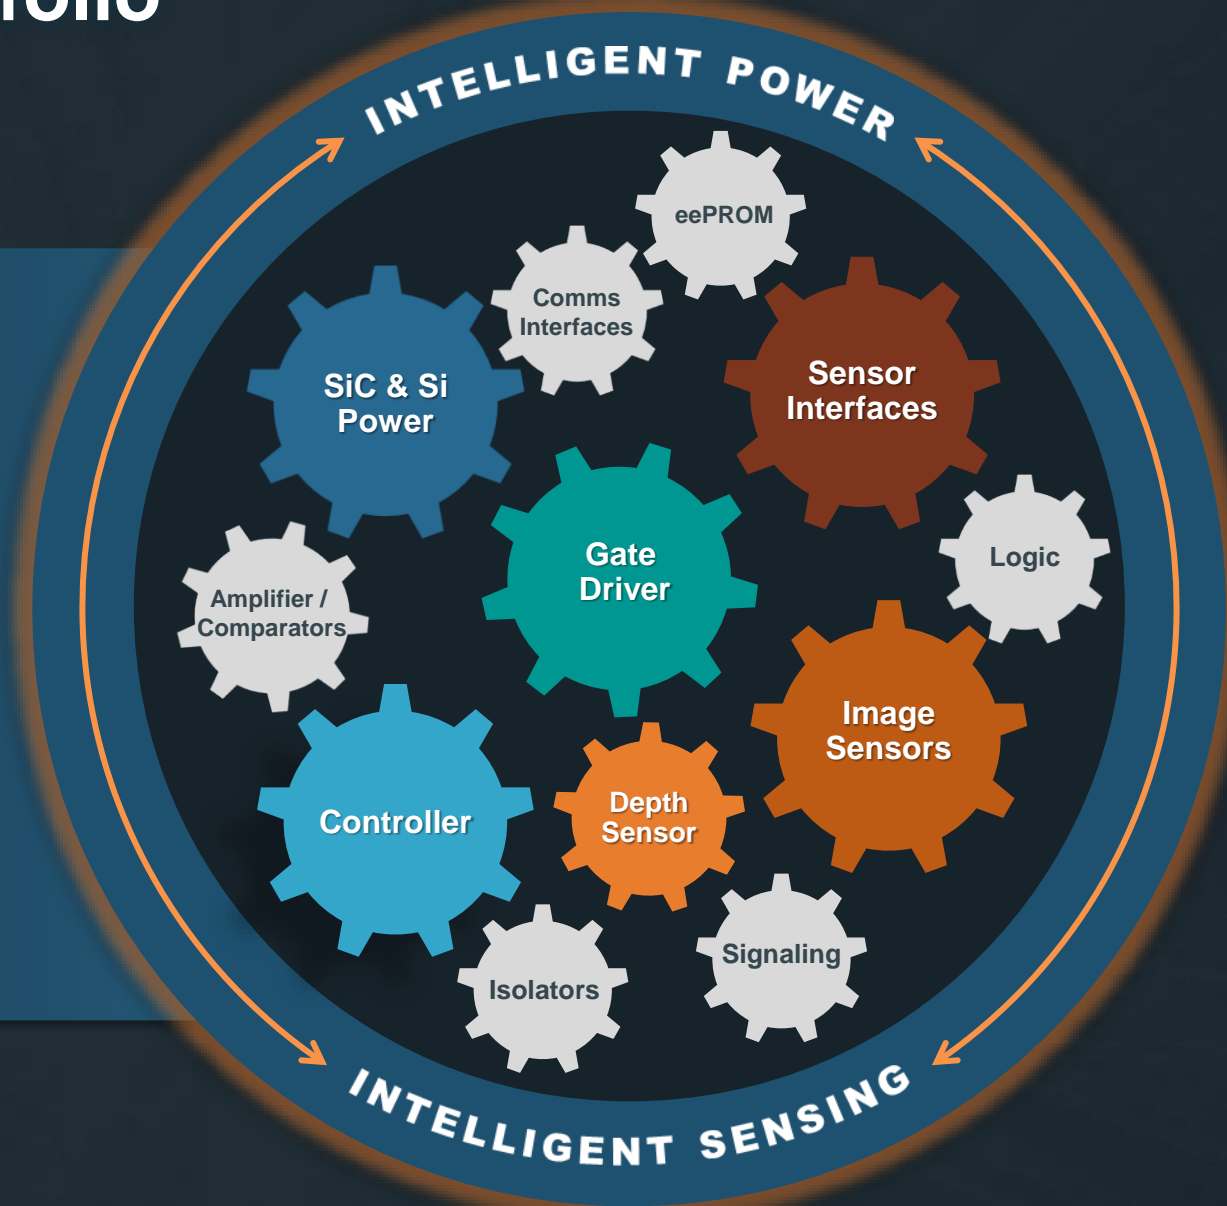 INTELLIGENT POWER
eePROM
Comms
Interfaces
SiC & Si
Power
Sensor
Interfaces
Gate
Driver
Logic
Amplifier /
Comparators
Image
Sensors
Controller
Depth
Sensor
Signaling
Isolators
INTELLIGENT SENSING